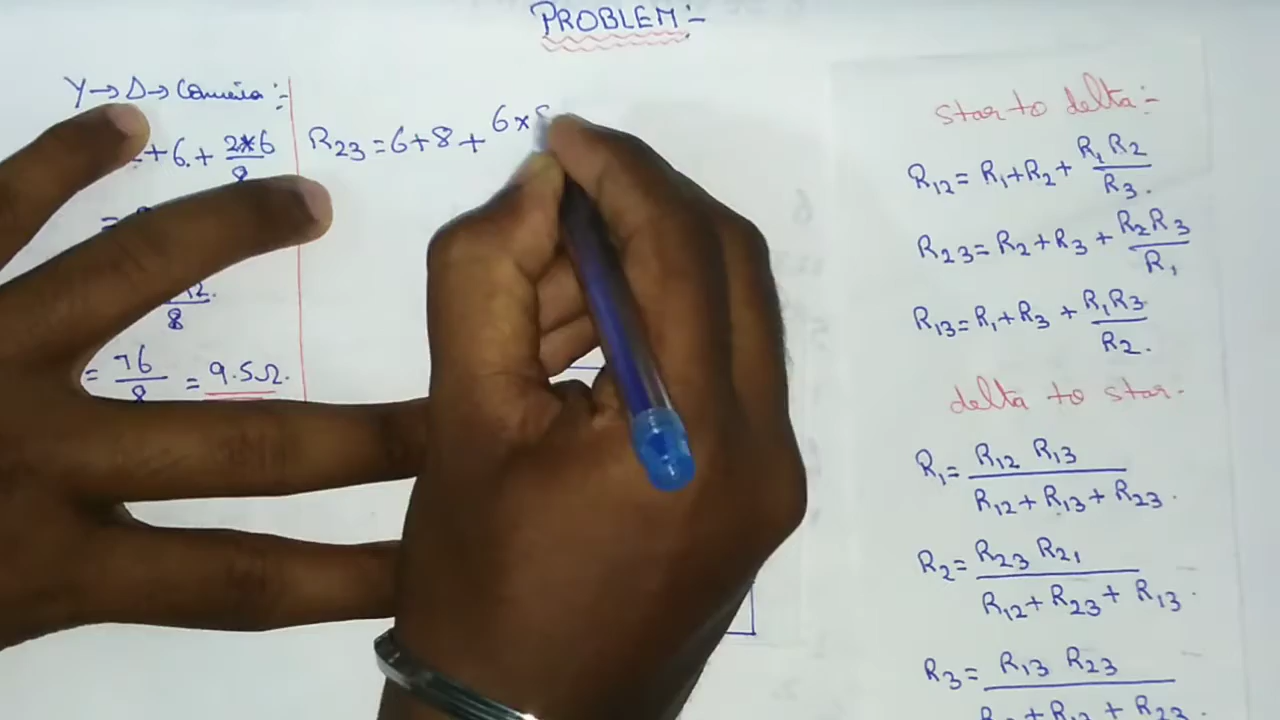 PROBLEM:-
Y→Δ→
+6.+ 2*6/8
=
12./8
= 76/8 = 9.5Ω.
R23=6+8+ 6×
star to delta:-
R12= R1+R2+ R1R2/R3.
R23= R2+R3+ R2R3/R1
R13=R1+R3 + R1R3/R2.
delta to star.
R1= R12 R13/R12+R13+R23.
R2= R23 R21/R12+R23+R13.
R3= R13 R23/+R12+R23.